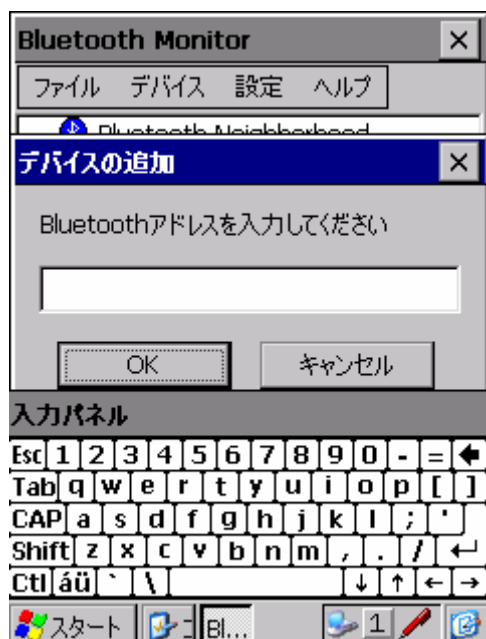 Bluetooth Monitor
ファイル デバイス 設定 ヘルプ
Bluetooth Neighborhood
デバイスの追加
Bluetoothアドレスを入力してください
OK キャンセル
入力パネル
Esc 1 2 3 4 5 6 7 8 9 0 - =
Tab q w e r t y u i o p [ ]
CAP a s d f g h j k l ; '
Shift z x c v b n m , . /
Ctl áü ` \ ↓ ↑ ← →
スタート Bl... 1